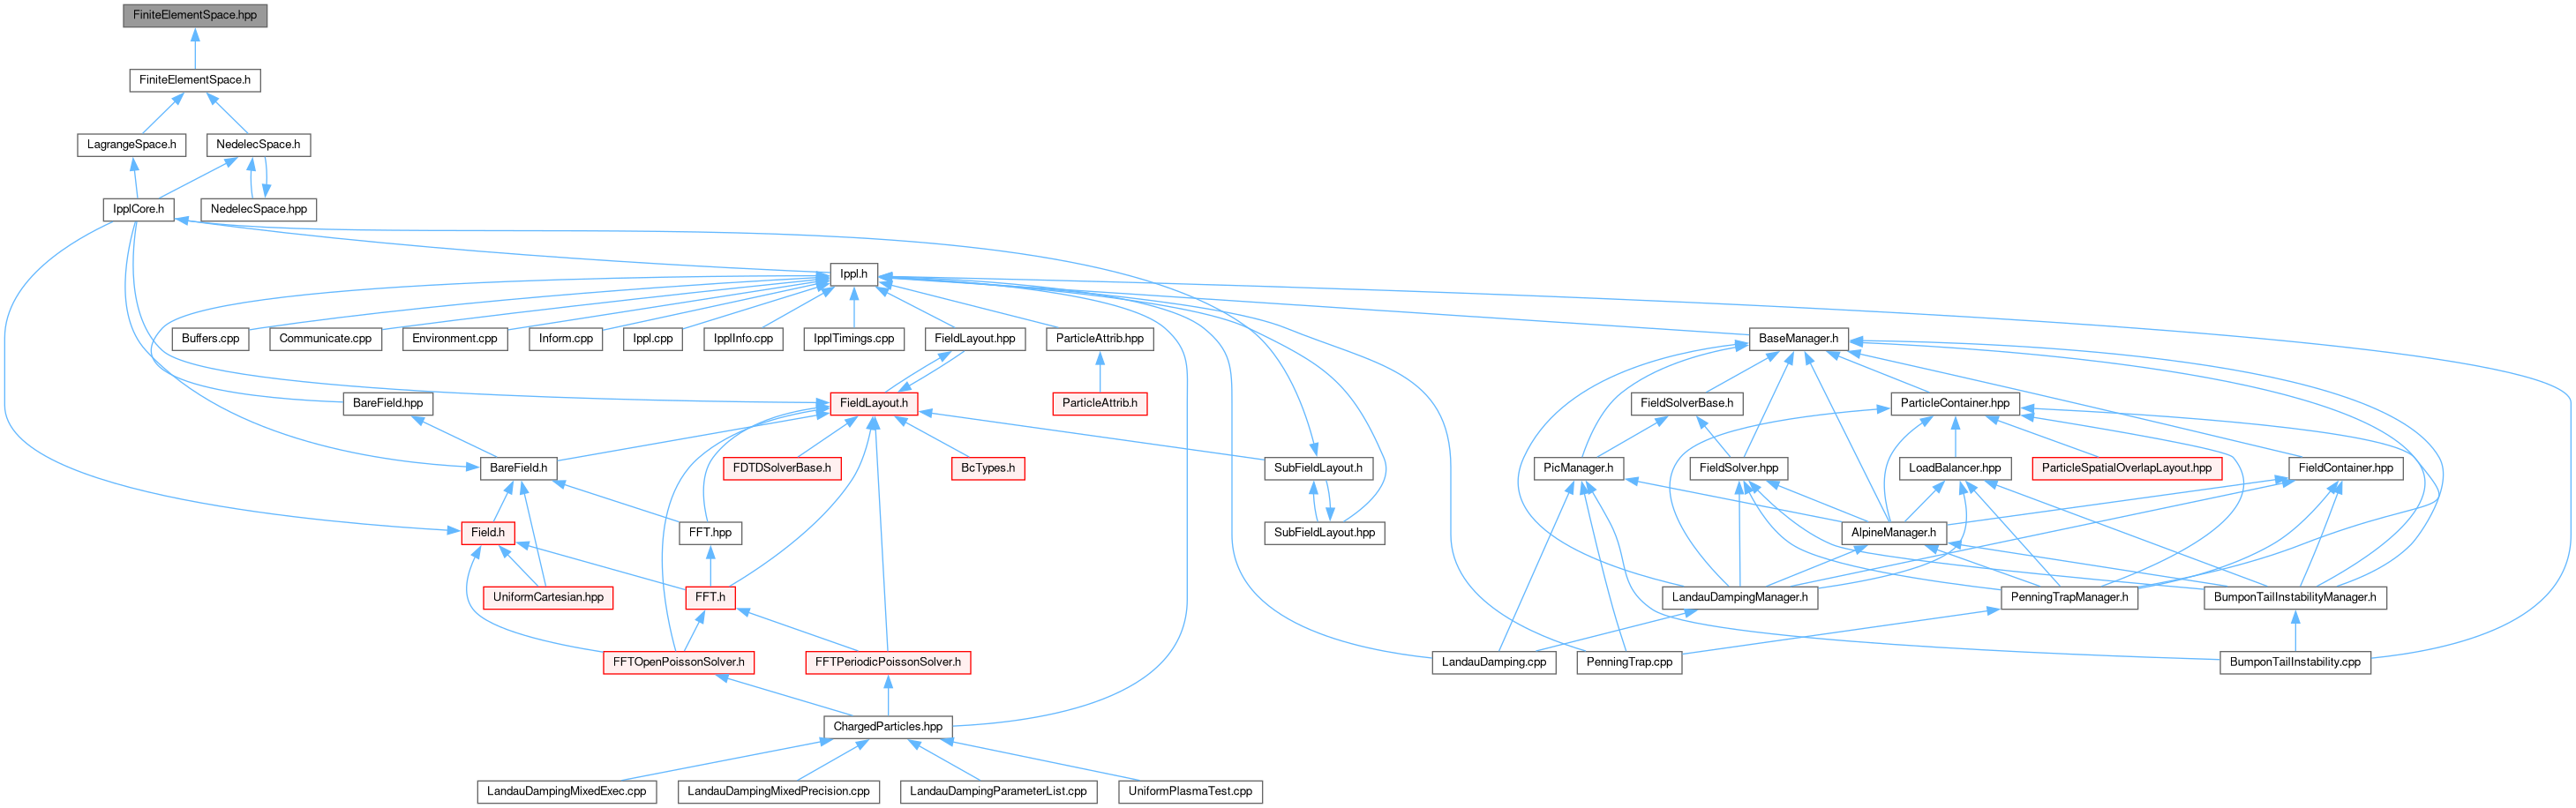 FiniteElementSpace.hpp
FiniteElementSpace.h
LagrangeSpace.h
NedelecSpace.h
IpplCore.h
NedelecSpace.hpp
Ippl.h
Buffers.cpp
Communicate.cpp
Environment.cpp
Inform.cpp
Ippl.cpp
IpplInfo.cpp
IpplTimings.cpp
FieldLayout.hpp
ParticleAttrib.hpp
BaseManager.h
BareField.hpp
FieldLayout.h
ParticleAttrib.h
FieldSolverBase.h
ParticleContainer.hpp
BareField.h
FDTDSolverBase.h
BcTypes.h
SubFieldLayout.h
PicManager.h
FieldSolver.hpp
LoadBalancer.hpp
ParticleSpatialOverlapLayout.hpp
FieldContainer.hpp
Field.h
FFT.hpp
SubFieldLayout.hpp
AlpineManager.h
UniformCartesian.hpp
FFT.h
LandauDampingManager.h
PenningTrapManager.h
BumponTailInstabilityManager.h
FFTOpenPoissonSolver.h
FFTPeriodicPoissonSolver.h
LandauDamping.cpp
PenningTrap.cpp
BumponTailInstability.cpp
ChargedParticles.hpp
LandauDampingMixedExec.cpp
LandauDampingMixedPrecision.cpp
LandauDampingParameterList.cpp
UniformPlasmaTest.cpp